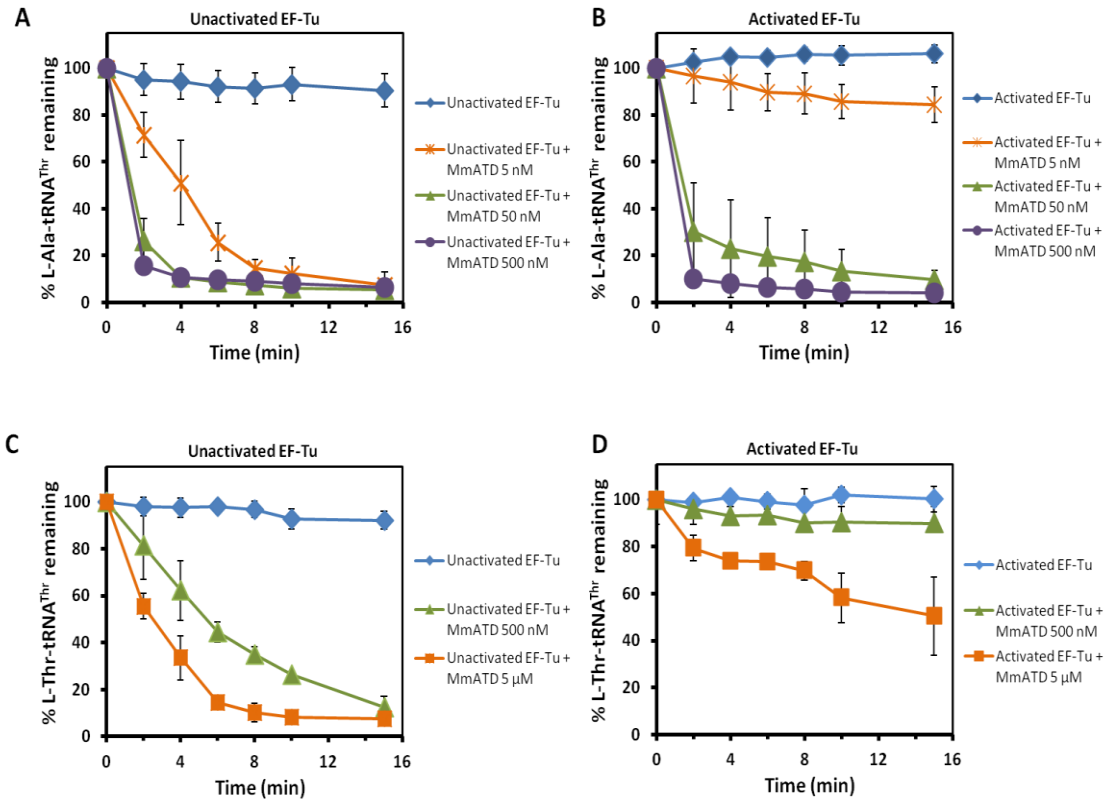 A
Unactivated EF-Tu
% L-Ala-tRNAThr remaining
100
80
60
40
20
0
0 4 8 12 16
Time (min)
Unactivated EF-Tu
Unactivated EF-Tu +
MmATD 5 nM
Unactivated EF-Tu +
MmATD 50 nM
Unactivated EF-Tu +
MmATD 500 nM
B
Activated EF-Tu
% L-Ala-tRNAThr remaining
100
80
60
40
20
0
0 4 8 12 16
Time (min)
Activated EF-Tu
Activated EF-Tu +
MmATD 5 nM
Activated EF-Tu +
MmATD 50 nM
Activated EF-Tu +
MmATD 500 nM
C
Unactivated EF-Tu
% L-Thr-tRNAThr remaining
100
80
60
40
20
0
0 4 8 12 16
Time (min)
Unactivated EF-Tu
Unactivated EF-Tu +
MmATD 500 nM
Unactivated EF-Tu +
MmATD 5 µM
D
Activated EF-Tu
% L-Thr-tRNAThr remaining
100
80
60
40
20
0
0 4 8 12 16
Time (min)
Activated EF-Tu
Activated EF-Tu +
MmATD 500 nM
Activated EF-Tu +
MmATD 5 µM